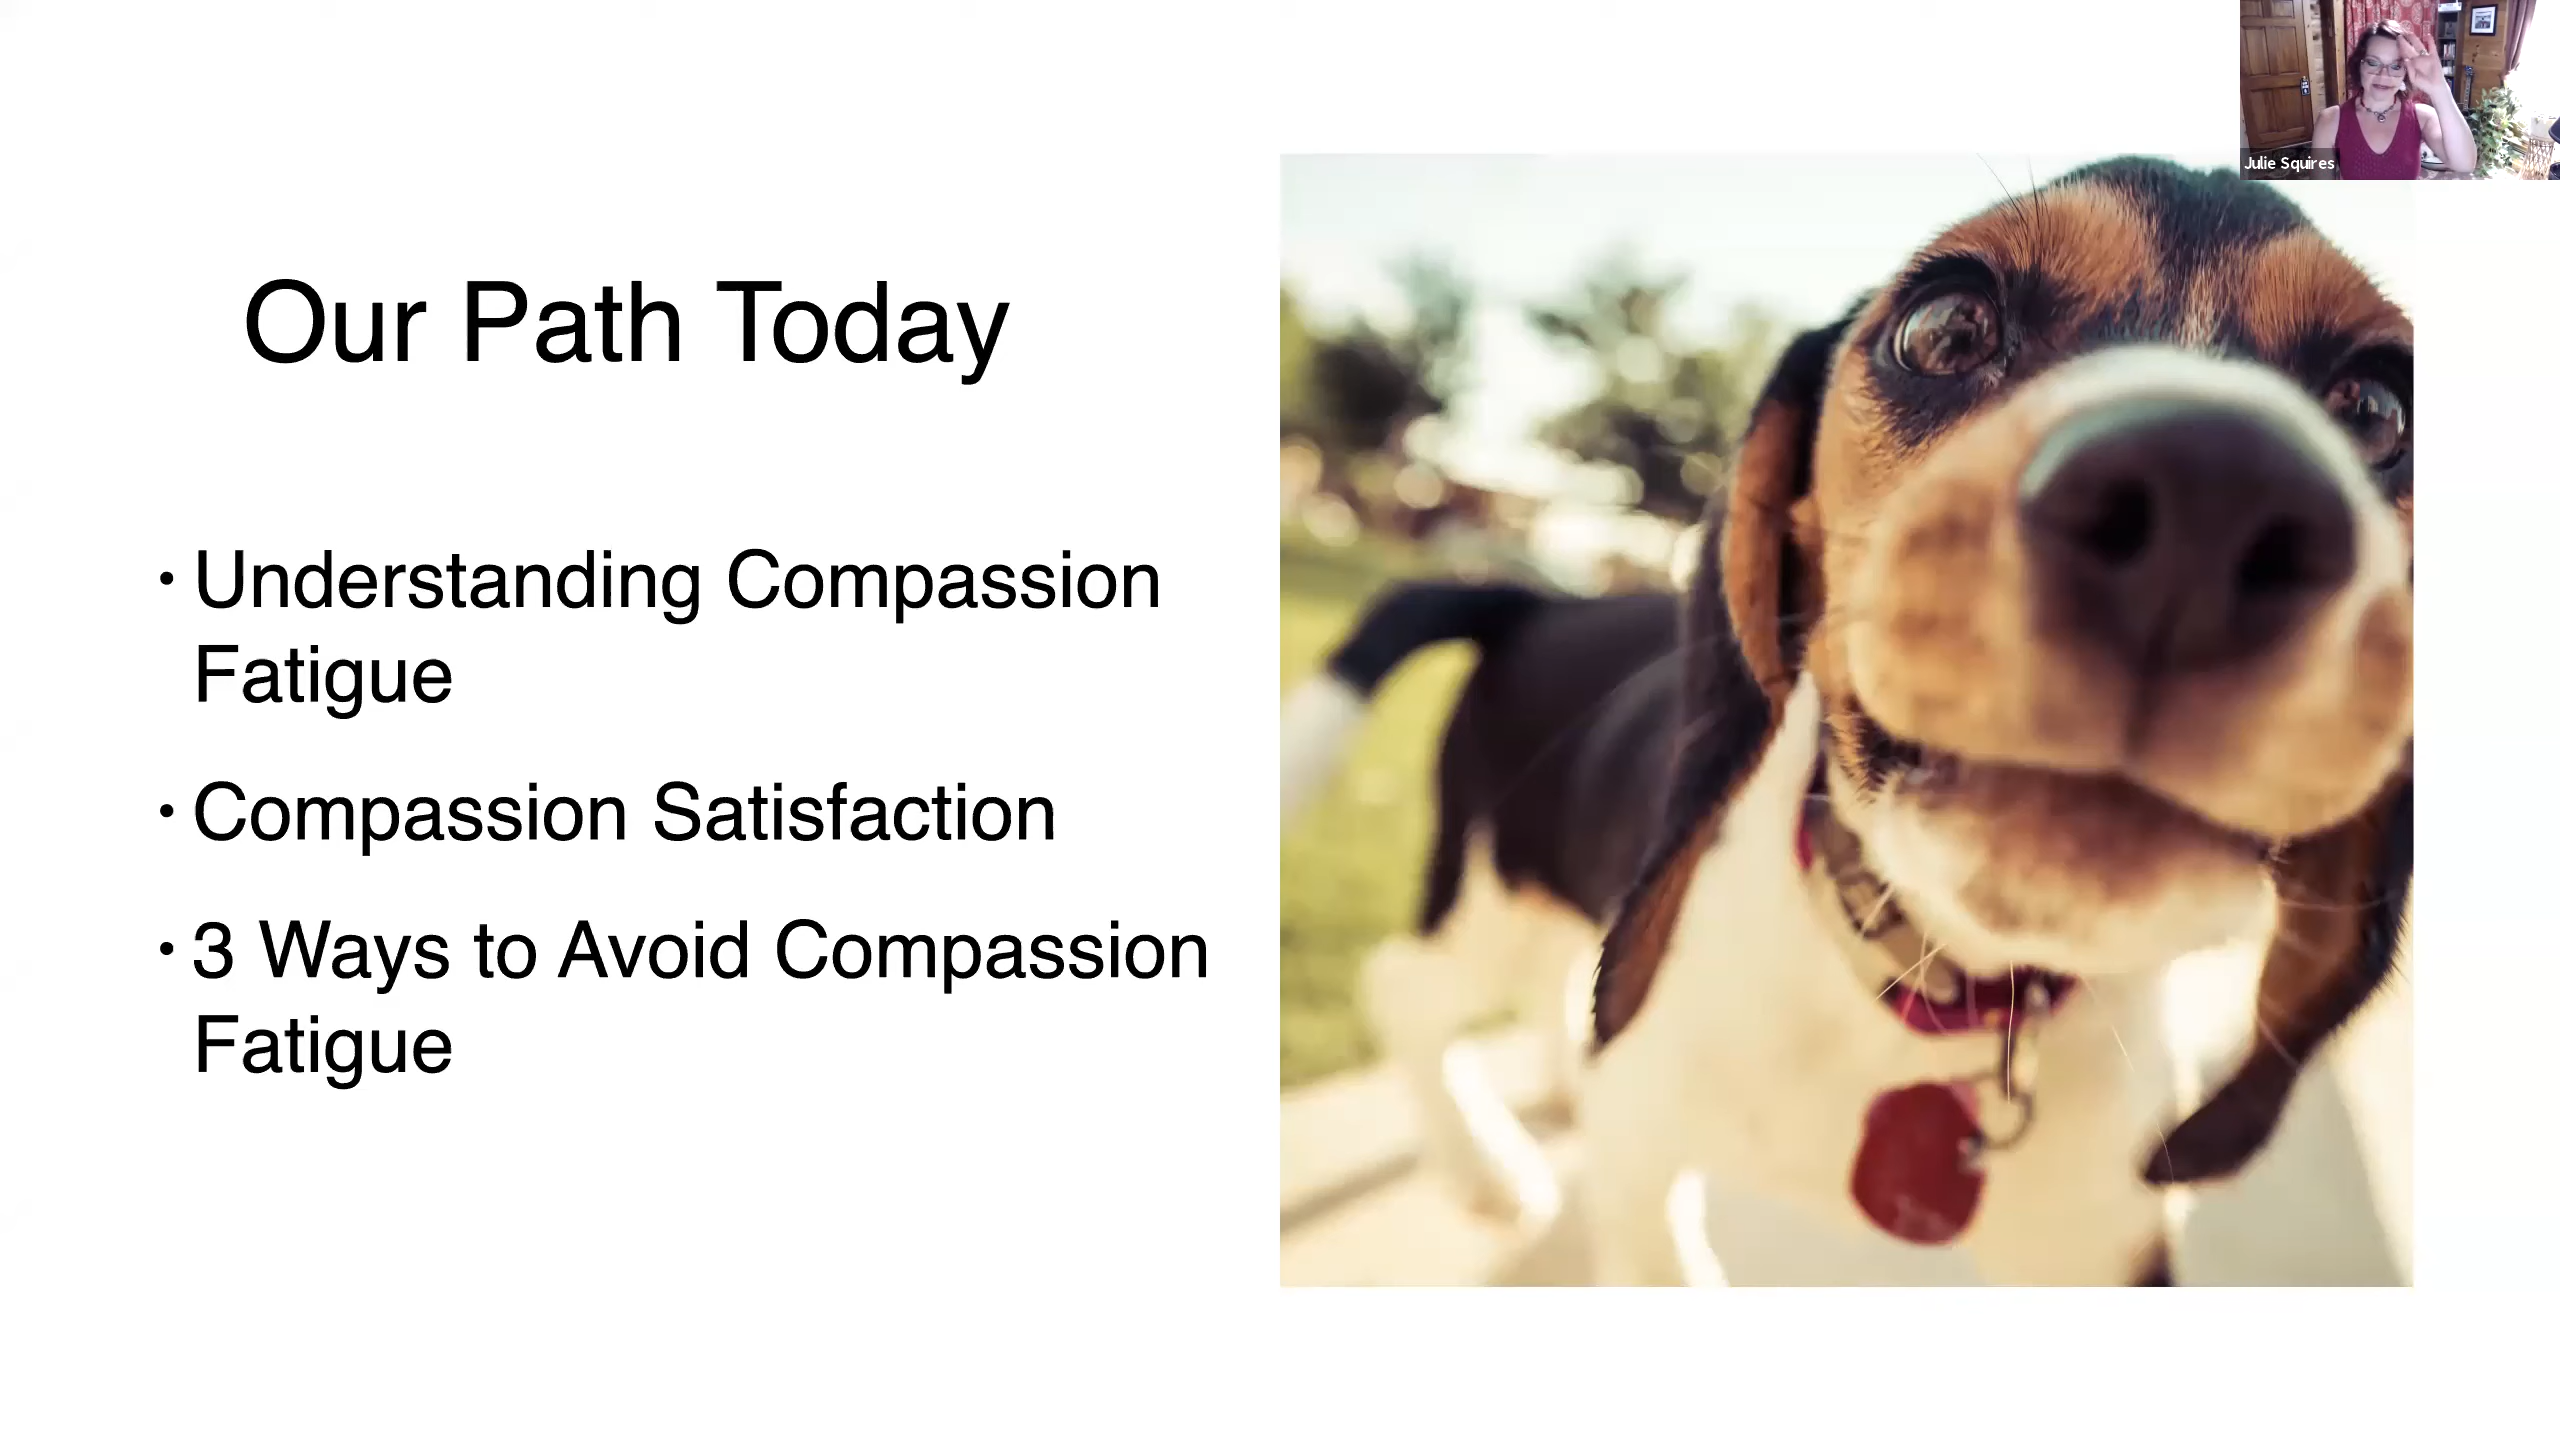 Julie Squires
Our Path Today
• Understanding Compassion
Fatigue
• Compassion Satisfaction
• 3 Ways to Avoid Compassion
Fatigue